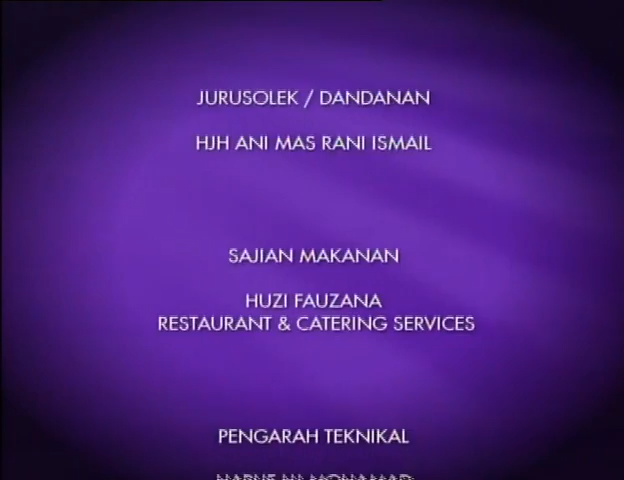 JURUSOLEK / DANDANAN
HJH ANI MAS RANI ISMAIL
SAJIAN MAKANAN
HUZI FAUZANA
RESTAURANT & CATERING SERVICES
PENGARAH TEKNIKAL